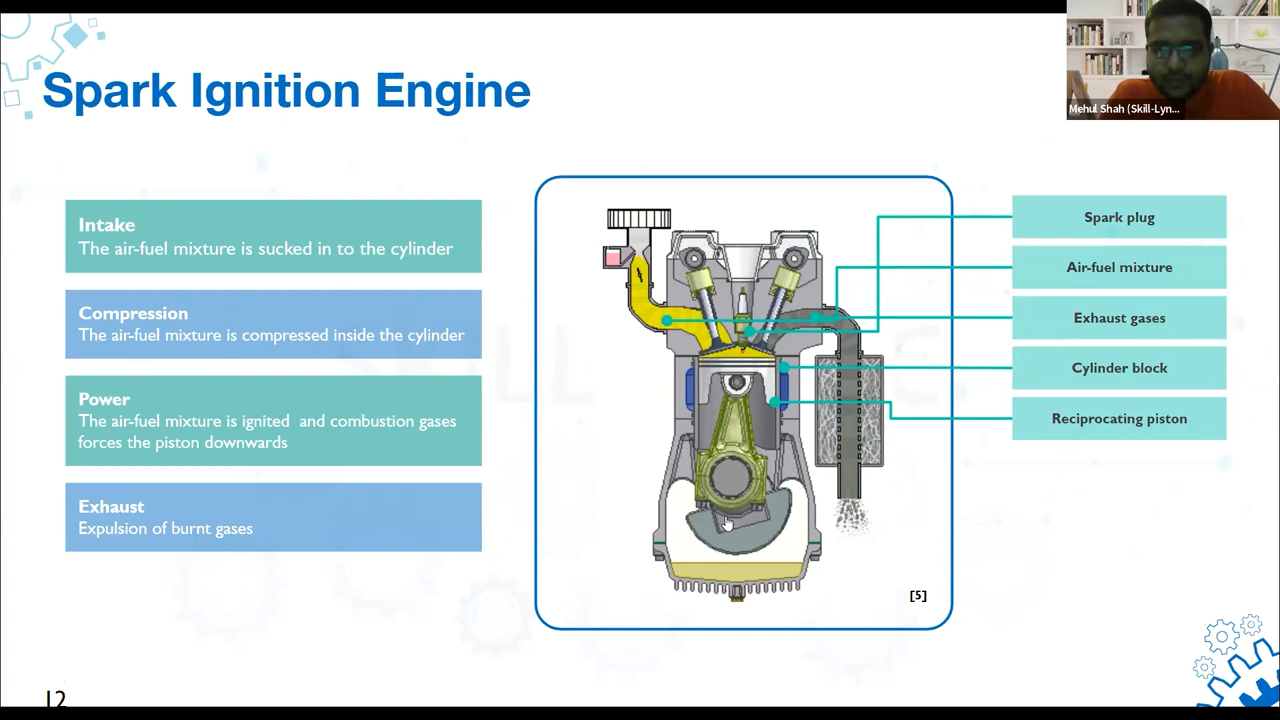 Spark Ignition Engine
Mehul Shah (Skill-Lyn...
Intake
The air-fuel mixture is sucked in to the cylinder
Compression
The air-fuel mixture is compressed inside the cylinder
Power
The air-fuel mixture is ignited and combustion gases
forces the piston downwards
Exhaust
Expulsion of burnt gases
Spark plug
Air-fuel mixture
Exhaust gases
Cylinder block
Reciprocating piston
[5]
12